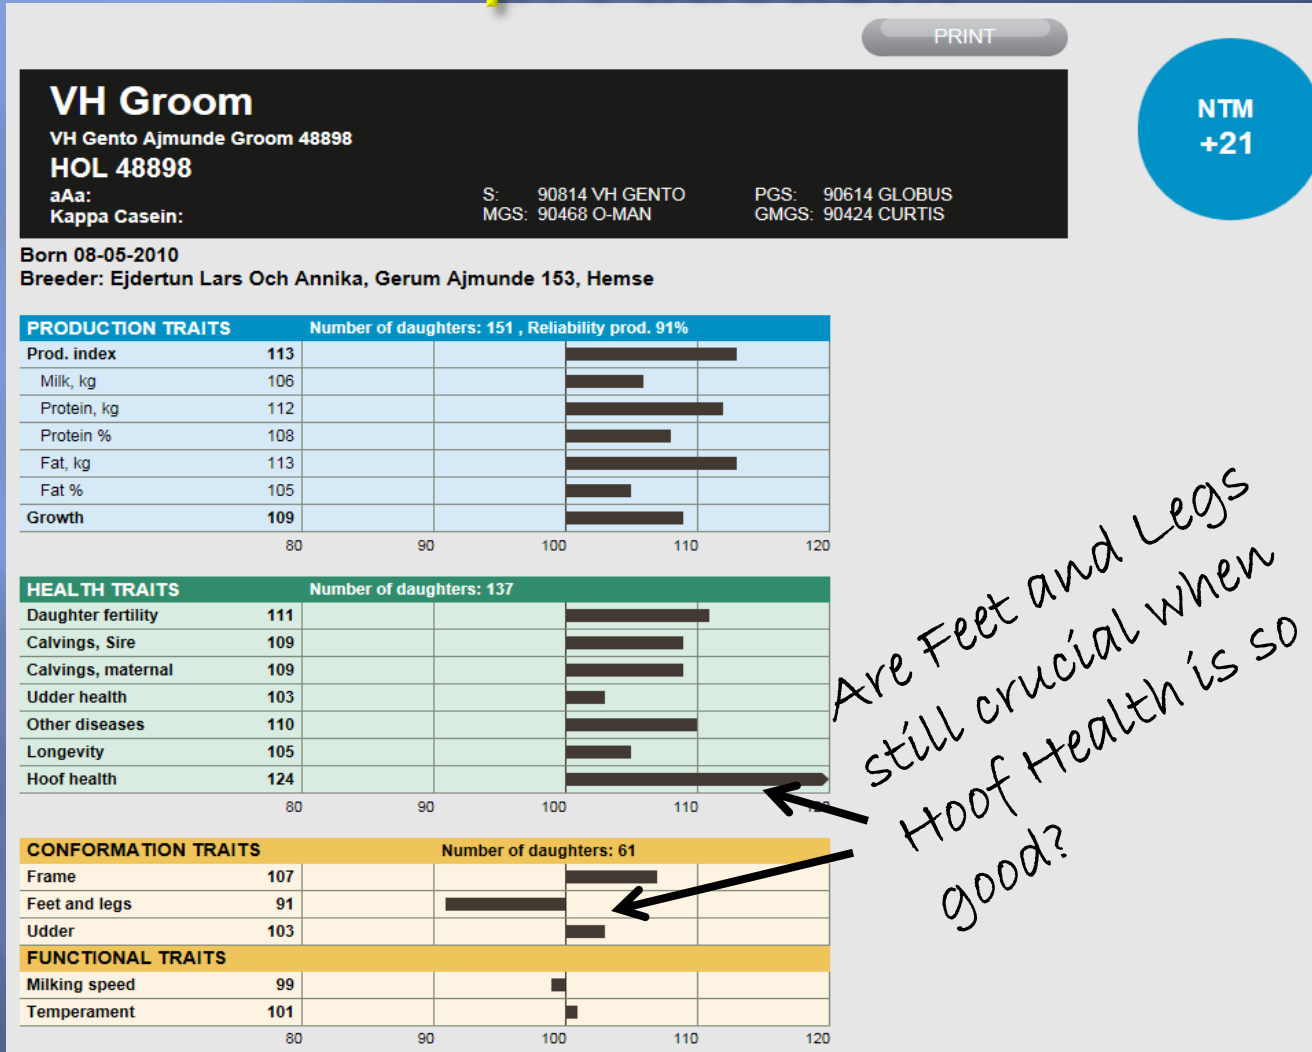 PRINT
NTM
+21
VH Groom
VH Gento Ajmunde Groom 48898
HOL 48898
aAa:
Kappa Casein:
S: 90814 VH GENTO PGS: 90614 GLOBUS
MGS: 90468 O-MAN GMGS: 90424 CURTIS
Born 08-05-2010
Breeder: Ejdertun Lars Och Annika, Gerum Ajmunde 153, Hemse
PRODUCTION TRAITS Number of daughters: 151 , Reliability prod. 91%
Prod. index 113
Milk, kg 106
Protein, kg 112
Protein % 108
Fat, kg 113
Fat % 105
Growth 109
80 90 100 110 120
HEALTH TRAITS Number of daughters: 137
Daughter fertility 111
Calvings, Sire 109
Calvings, maternal 109
Udder health 103
Other diseases 110
Longevity 105
Hoof health 124
80 90 100 110 120
Are Feet and Legs
still crucial when
Hoof Health is so
good?
CONFORMATION TRAITS Number of daughters: 61
Frame 107
Feet and legs 91
Udder 103
FUNCTIONAL TRAITS
Milking speed 99
Temperament 101
80 90 100 110 120